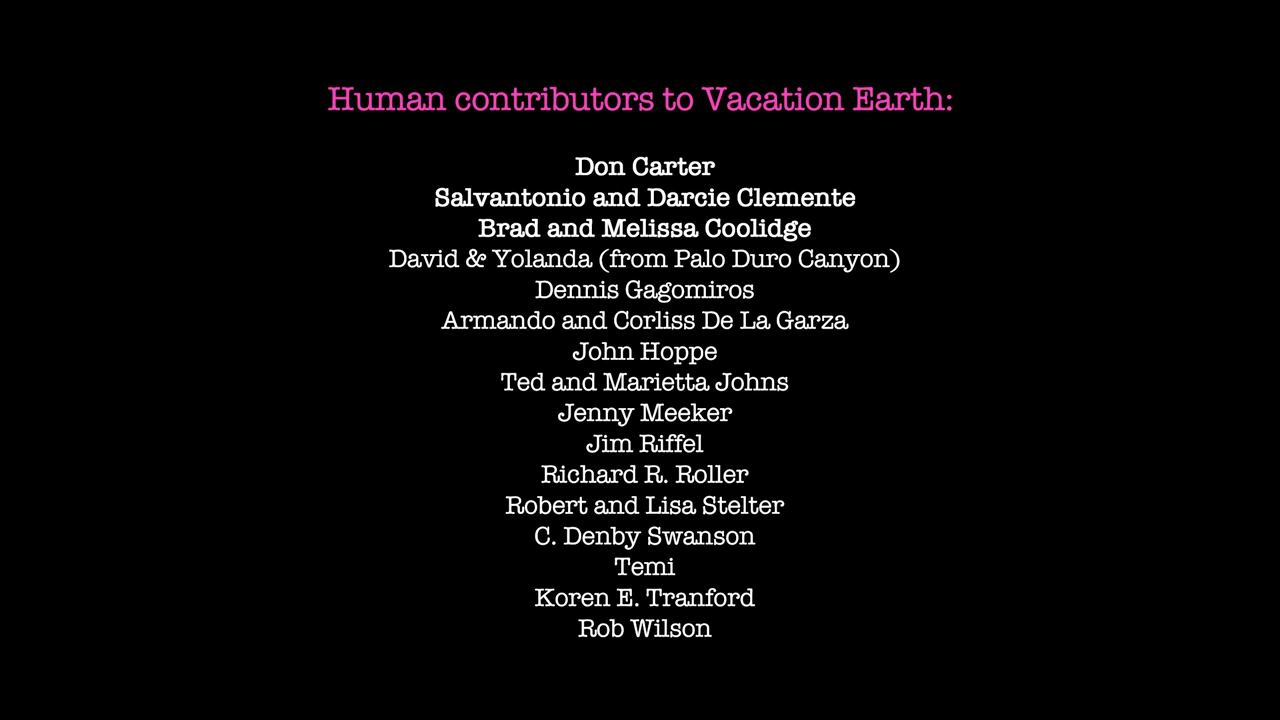 Human contributors to Vacation Earth:
Don Carter
Salvantonio and Darcie Clemente
Brad and Melissa Coolidge
David & Yolanda (from Palo Duro Canyon)
Dennis Gagomiros
Armando and Corliss De La Garza
John Hoppe
Ted and Marietta Johns
Jenny Meeker
Jim Riffel
Richard R. Roller
Robert and Lisa Stelter
C. Denby Swanson
Temi
Koren E. Tranford
Rob Wilson